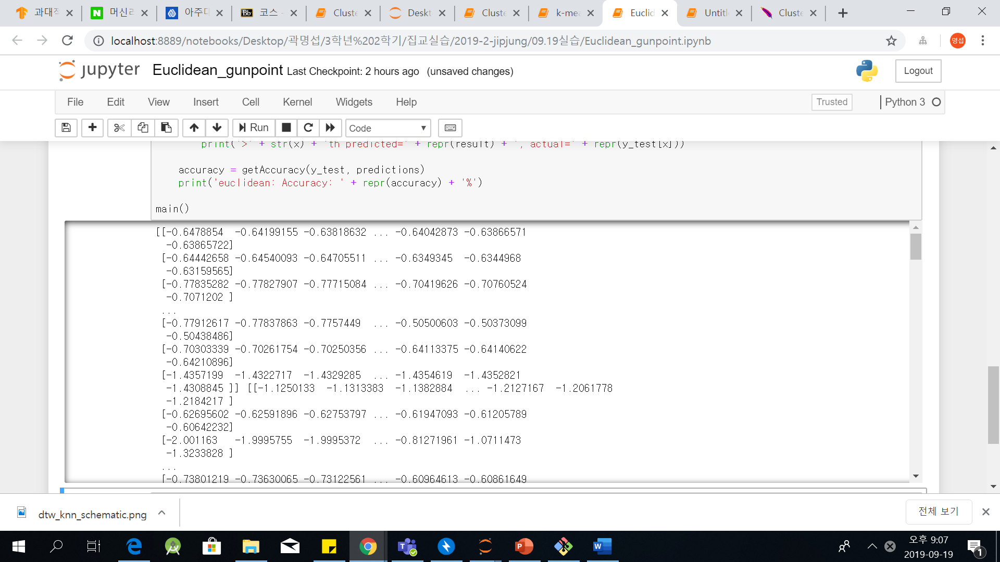 과대적
머신러
아주대
Bb 코스 -
Cluste
Deskt
Cluste
k-mea
Euclid
Untitl
Cluste
localhost:8889/notebooks/Desktop/곽명섭/3학년%202학기/집교실습/2019-2-jipjung/09.19실습/Euclidean_gunpoint.ipynb
명섭
jupyter Euclidean_gunpoint Last Checkpoint: 2 hours ago (unsaved changes)
Logout
File Edit View Insert Cell Kernel Widgets Help
Trusted
Python 3
Run
Code
print('>' + str(x) + 'th predicted=' + repr(result) + ', actual=' + repr(y_test[x]))
accuracy = getAccuracy(y_test, predictions)
print('euclidean: Accuracy: ' + repr(accuracy) + '%')
main()
[[-0.6478854 -0.64199155 -0.63818632 ... -0.64042873 -0.63866571
-0.63865722]
[-0.64442658 -0.64540093 -0.64705511 ... -0.6349345 -0.6344968
-0.63159565]
[-0.77835282 -0.77827907 -0.77715084 ... -0.70419626 -0.70760524
-0.7071202 ]
...
[-0.77912617 -0.77837863 -0.7757449 ... -0.50500603 -0.50373099
-0.50438486]
[-0.70303339 -0.70261754 -0.70250356 ... -0.64113375 -0.64140622
-0.64210896]
[-1.4357199 -1.4322717 -1.4329285 ... -1.4354619 -1.4352821
-1.4308845 ]] [[-1.1250133 -1.1313383 -1.1382884 ... -1.2127167 -1.2061778
-1.2184217 ]
[-0.62695602 -0.62591896 -0.62753797 ... -0.61947093 -0.61205789
-0.60642232]
[-2.001163 -1.9995755 -1.9995372 ... -0.81271961 -1.0711473
-1.3233828 ]
...
[-0.73801219 -0.73630065 -0.73122561 ... -0.60964613 -0.60861649
dtw_knn_schematic.png
전체 보기
오후 9:07
2019-09-19
1